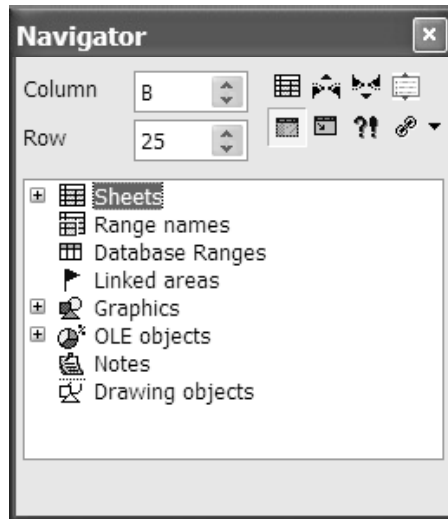 Navigator
Column B
Row 25
Sheets
Range names
Database Ranges
Linked areas
Graphics
OLE objects
Notes
Drawing objects